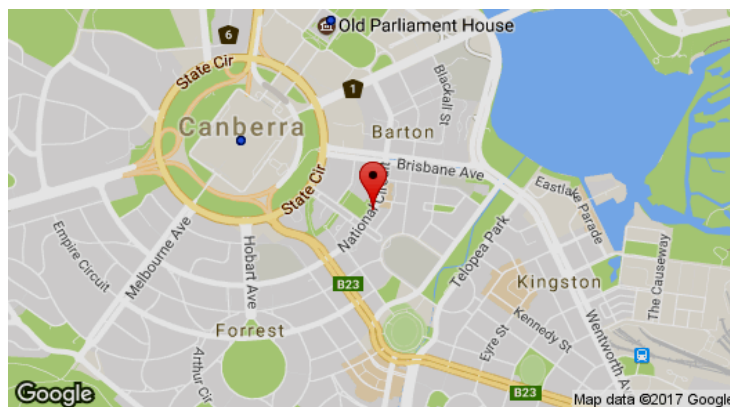 Old Parliament House
6
State Cir
1
Blackall St
Canberra
Barton
Brisbane Ave
State Cir
National Circuit
Eastlake Parade
Empire Circuit
Melbourne Ave
Hobart Ave
Telopea Park
The Causeway
B23
Kingston
Forrest
Kennedy St
Eyre St
Wentworth Av
Arthur Cir
B23
Google
Map data ©2017 Google